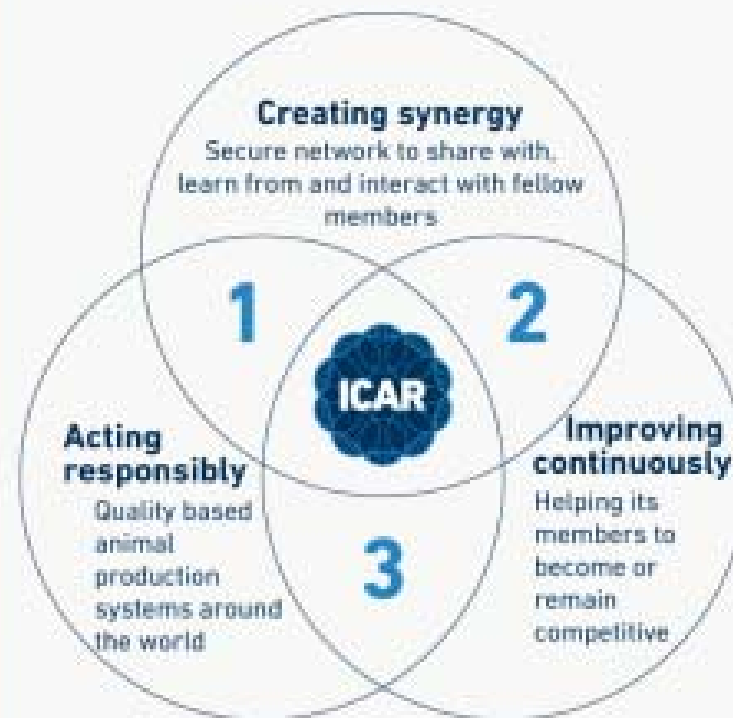 Creating synergy
Secure network to share with,
learn from and interact with fellow
members
1
2
ICAR
Acting
responsibly
Quality based
animal
production
systems around
the world
Improving
continuously
Helping its
members to
become or
remain
competitive
3